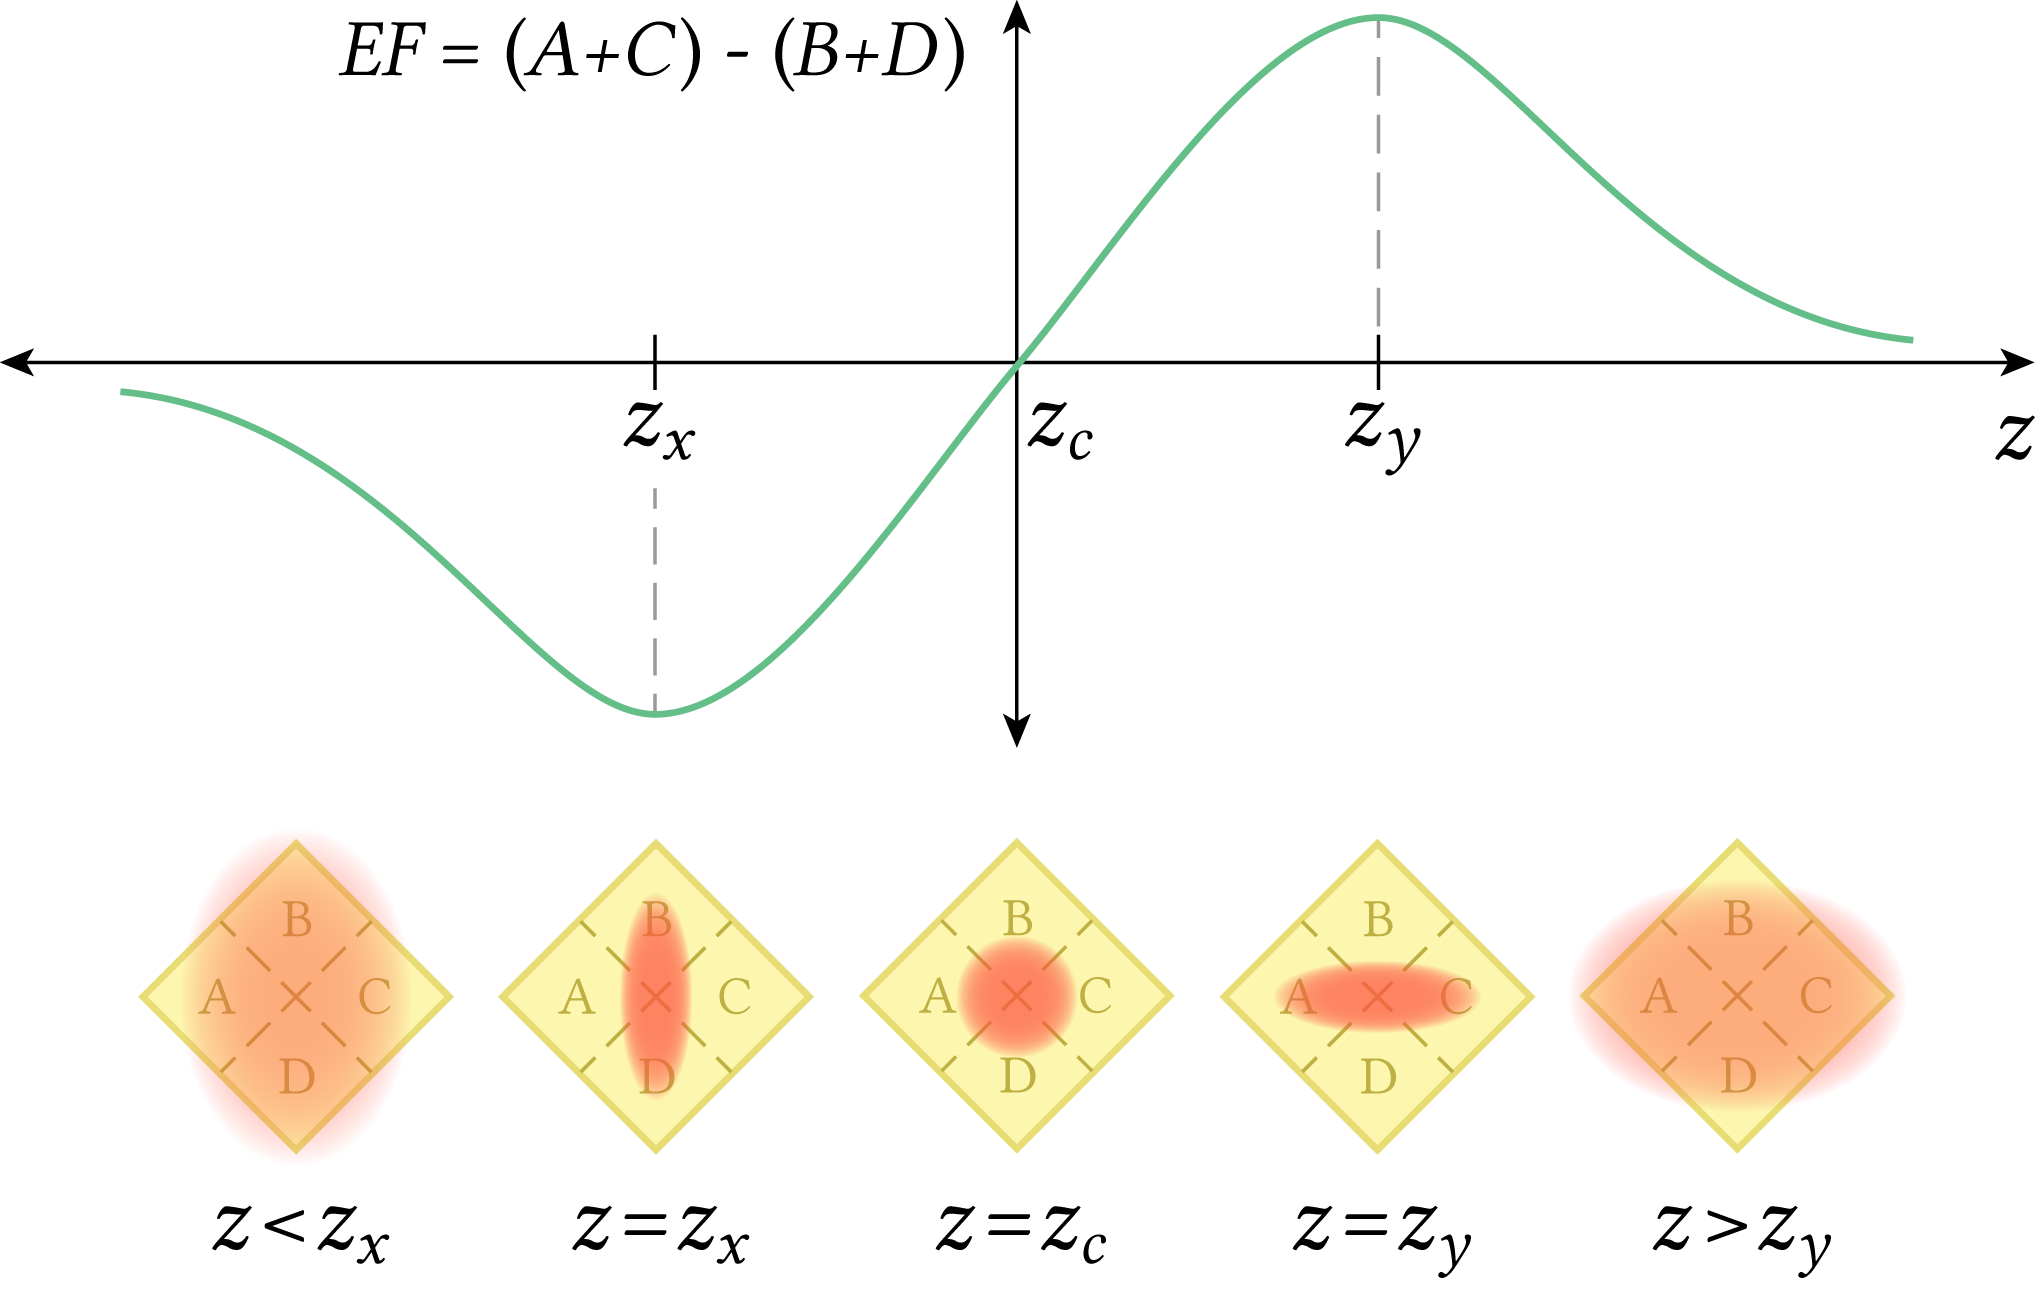 EF = (A+C) - (B+D)
z_x z_c z_y z
B B B B B
A C A C A C A C A C
D D D D D
z < z_x z = z_x z = z_c z = z_y z > z_y